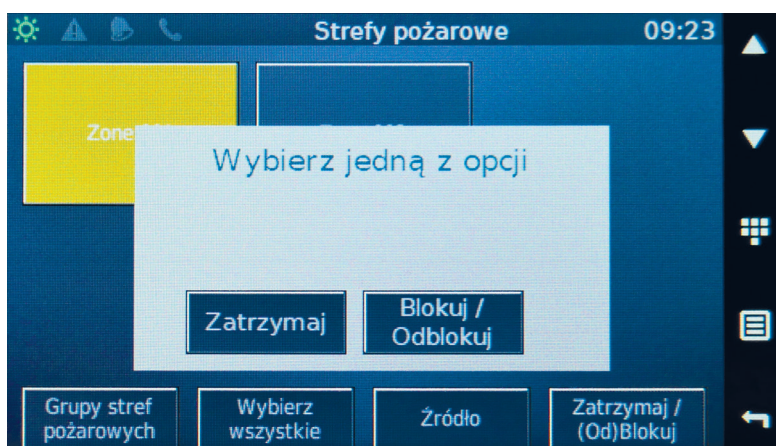 Strefy pożarowe
09:23
Zone
Wybierz jedną z opcji
Zatrzymaj
Blokuj /
Odblokuj
Grupy stref
pożarowych
Wybierz
wszystkie
Źródło
Zatrzymaj /
(Od)Blokuj